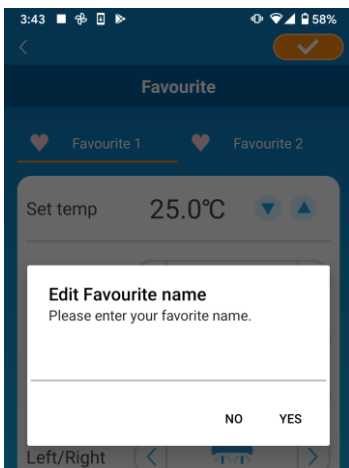 3:43 58%
Favourite
Favourite 1 Favourite 2
Set temp 25.0°C
Edit Favourite name
Please enter your favorite name.
NO YES
Left/Right